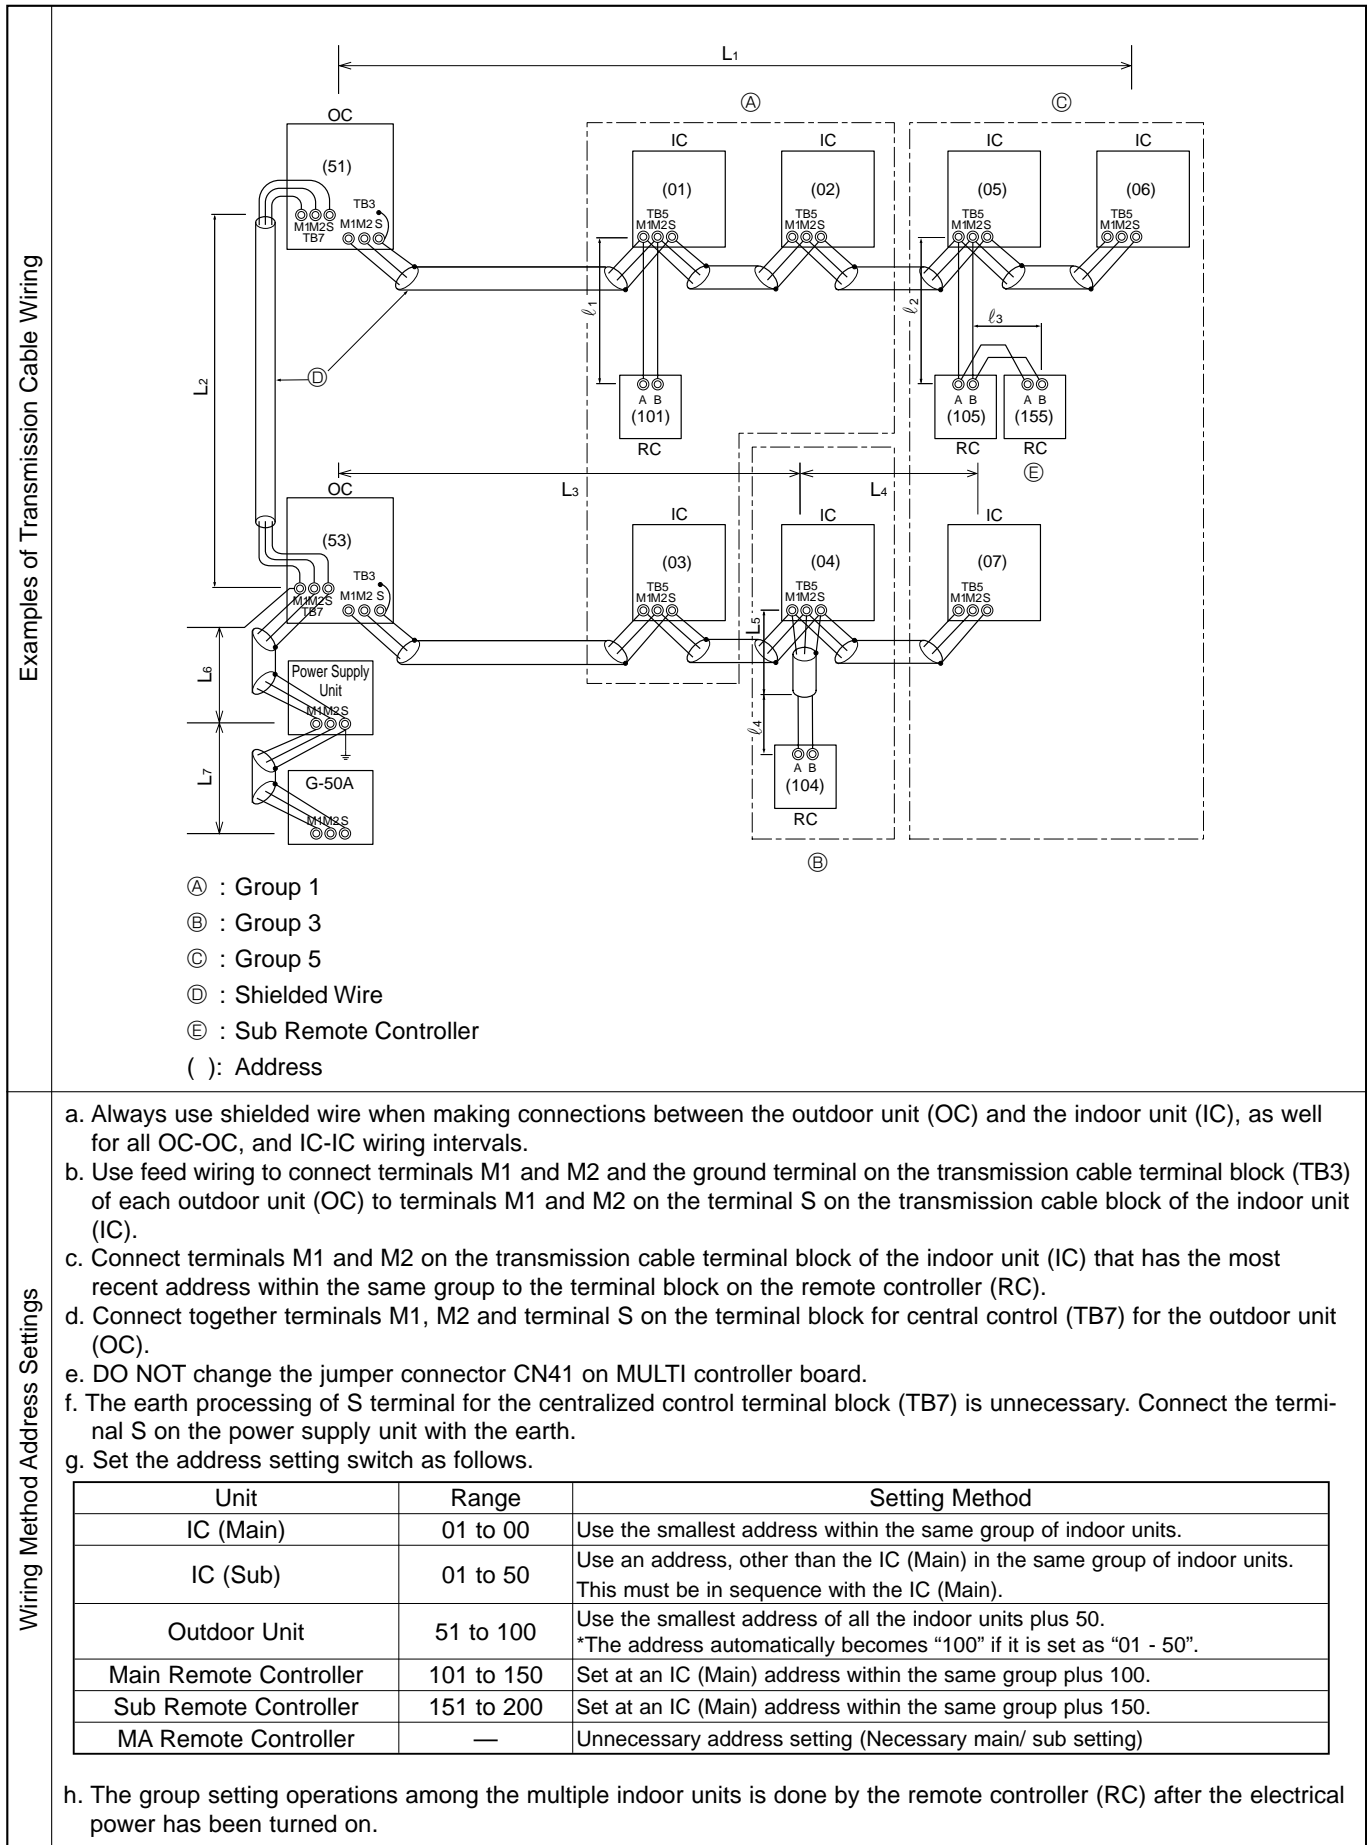 Examples of Transmission Cable Wiring
L1
Ⓐ
Ⓒ
OC
IC
IC
IC
IC
(51)
(01)
(02)
(05)
(06)
TB3
TB5
TB5
TB5
TB5
M1M2S
M1M2 S
M1M2S
M1M2S
M1M2S
M1M2S
TB7
L2
Ⓓ
ℓ1
ℓ2
ℓ3
A B
A B
A B
(101)
(105)
(155)
RC
RC
RC
Ⓔ
L3
L4
OC
IC
IC
IC
(53)
(03)
(04)
(07)
TB3
TB5
TB5
TB5
M1M2S
M1M2 S
M1M2S
M1M2S
M1M2S
TB7
L5
L6
Power Supply
Unit
M1M2S
ℓ4
L7
G-50A
M1M2S
A B
(104)
RC
Ⓑ
Ⓐ : Group 1
Ⓑ : Group 3
Ⓒ : Group 5
Ⓓ : Shielded Wire
Ⓔ : Sub Remote Controller
( ): Address
Wiring Method Address Settings
a. Always use shielded wire when making connections between the outdoor unit (OC) and the indoor unit (IC), as well
for all OC-OC, and IC-IC wiring intervals.
b. Use feed wiring to connect terminals M1 and M2 and the ground terminal on the transmission cable terminal block (TB3)
of each outdoor unit (OC) to terminals M1 and M2 on the terminal S on the transmission cable block of the indoor unit
(IC).
c. Connect terminals M1 and M2 on the transmission cable terminal block of the indoor unit (IC) that has the most
recent address within the same group to the terminal block on the remote controller (RC).
d. Connect together terminals M1, M2 and terminal S on the terminal block for central control (TB7) for the outdoor unit
(OC).
e. DO NOT change the jumper connector CN41 on MULTI controller board.
f. The earth processing of S terminal for the centralized control terminal block (TB7) is unnecessary. Connect the termi-
nal S on the power supply unit with the earth.
g. Set the address setting switch as follows.
Unit Range Setting Method
IC (Main) 01 to 00 Use the smallest address within the same group of indoor units.
IC (Sub) 01 to 50 Use an address, other than the IC (Main) in the same group of indoor units.
This must be in sequence with the IC (Main).
Outdoor Unit 51 to 100 Use the smallest address of all the indoor units plus 50.
*The address automatically becomes “100” if it is set as “01 - 50”.
Main Remote Controller 101 to 150 Set at an IC (Main) address within the same group plus 100.
Sub Remote Controller 151 to 200 Set at an IC (Main) address within the same group plus 150.
MA Remote Controller — Unnecessary address setting (Necessary main/ sub setting)
h. The group setting operations among the multiple indoor units is done by the remote controller (RC) after the electrical
power has been turned on.